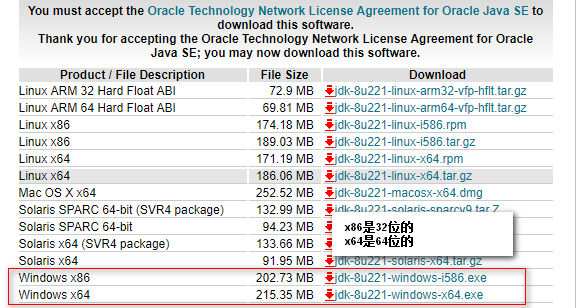 You must accept the Oracle Technology Network License Agreement for Oracle Java SE to
download this software.
Thank you for accepting the Oracle Technology Network License Agreement for Oracle
Java SE; you may now download this software.
Product / File Description File Size Download
Linux ARM 32 Hard Float ABI 72.9 MB jdk-8u221-linux-arm32-vfp-hflt.tar.gz
Linux ARM 64 Hard Float ABI 69.81 MB jdk-8u221-linux-arm64-vfp-hflt.tar.gz
Linux x86 174.18 MB jdk-8u221-linux-i586.rpm
Linux x86 189.03 MB jdk-8u221-linux-i586.tar.gz
Linux x64 171.19 MB jdk-8u221-linux-x64.rpm
Linux x64 186.06 MB jdk-8u221-linux-x64.tar.gz
Mac OS X x64 252.52 MB jdk-8u221-macosx-x64.dmg
Solaris SPARC 64-bit (SVR4 package) 132.99 MB jdk-8u221-solaris-sparcv9.tar.Z
Solaris SPARC 64-bit 94.23 MB
x86是32位的
Solaris x64 (SVR4 package) 133.66 MB
x64是64位的
Solaris x64 91.95 MB jdk-8u221-solaris-x64.tar.gz
Windows x86 202.73 MB jdk-8u221-windows-i586.exe
Windows x64 215.35 MB jdk-8u221-windows-x64.exe